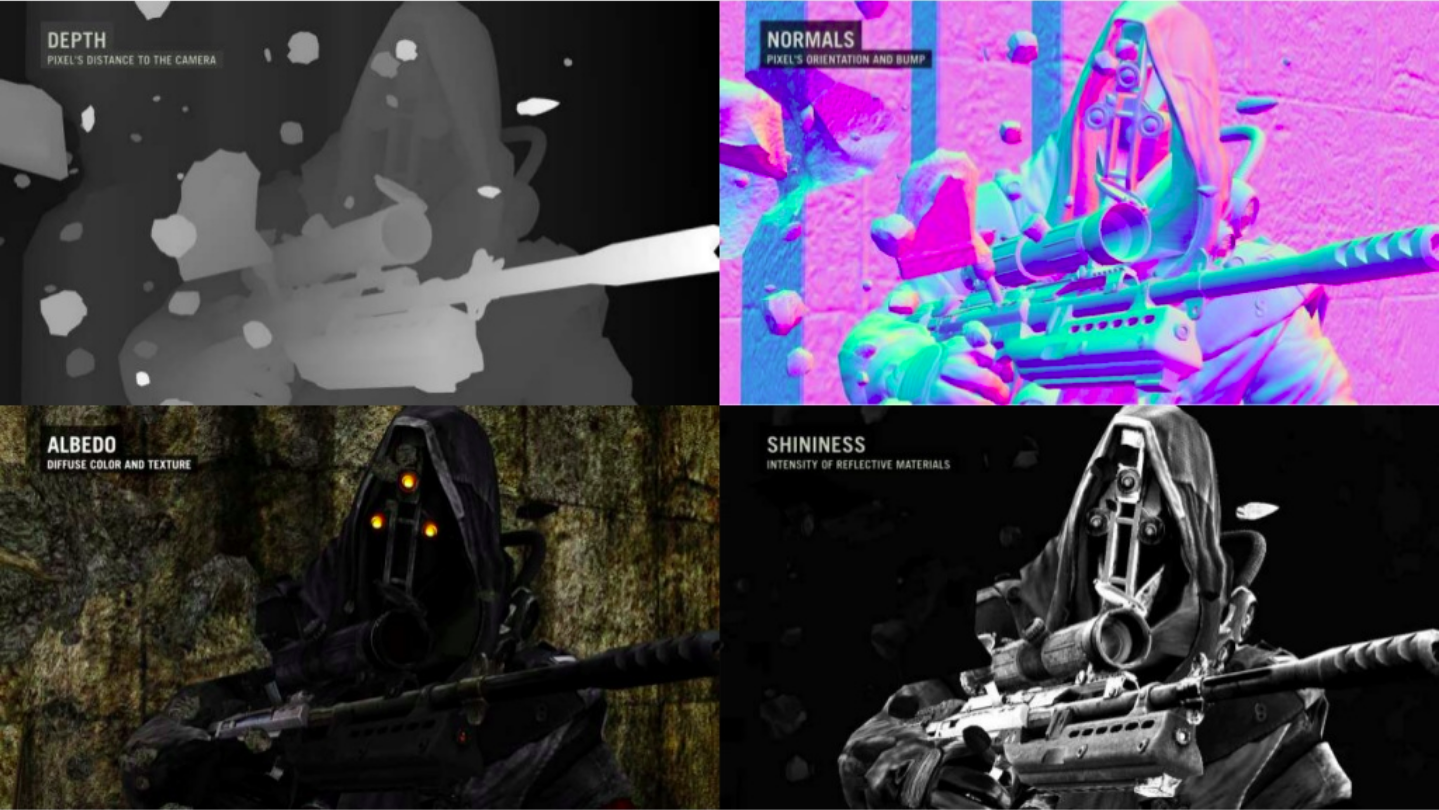 DEPTH
PIXEL'S DISTANCE TO THE CAMERA
NORMALS
PIXEL'S ORIENTATION AND BUMP
ALBEDO
DIFFUSE COLOR AND TEXTURE
SHININESS
INTENSITY OF REFLECTIVE MATERIALS